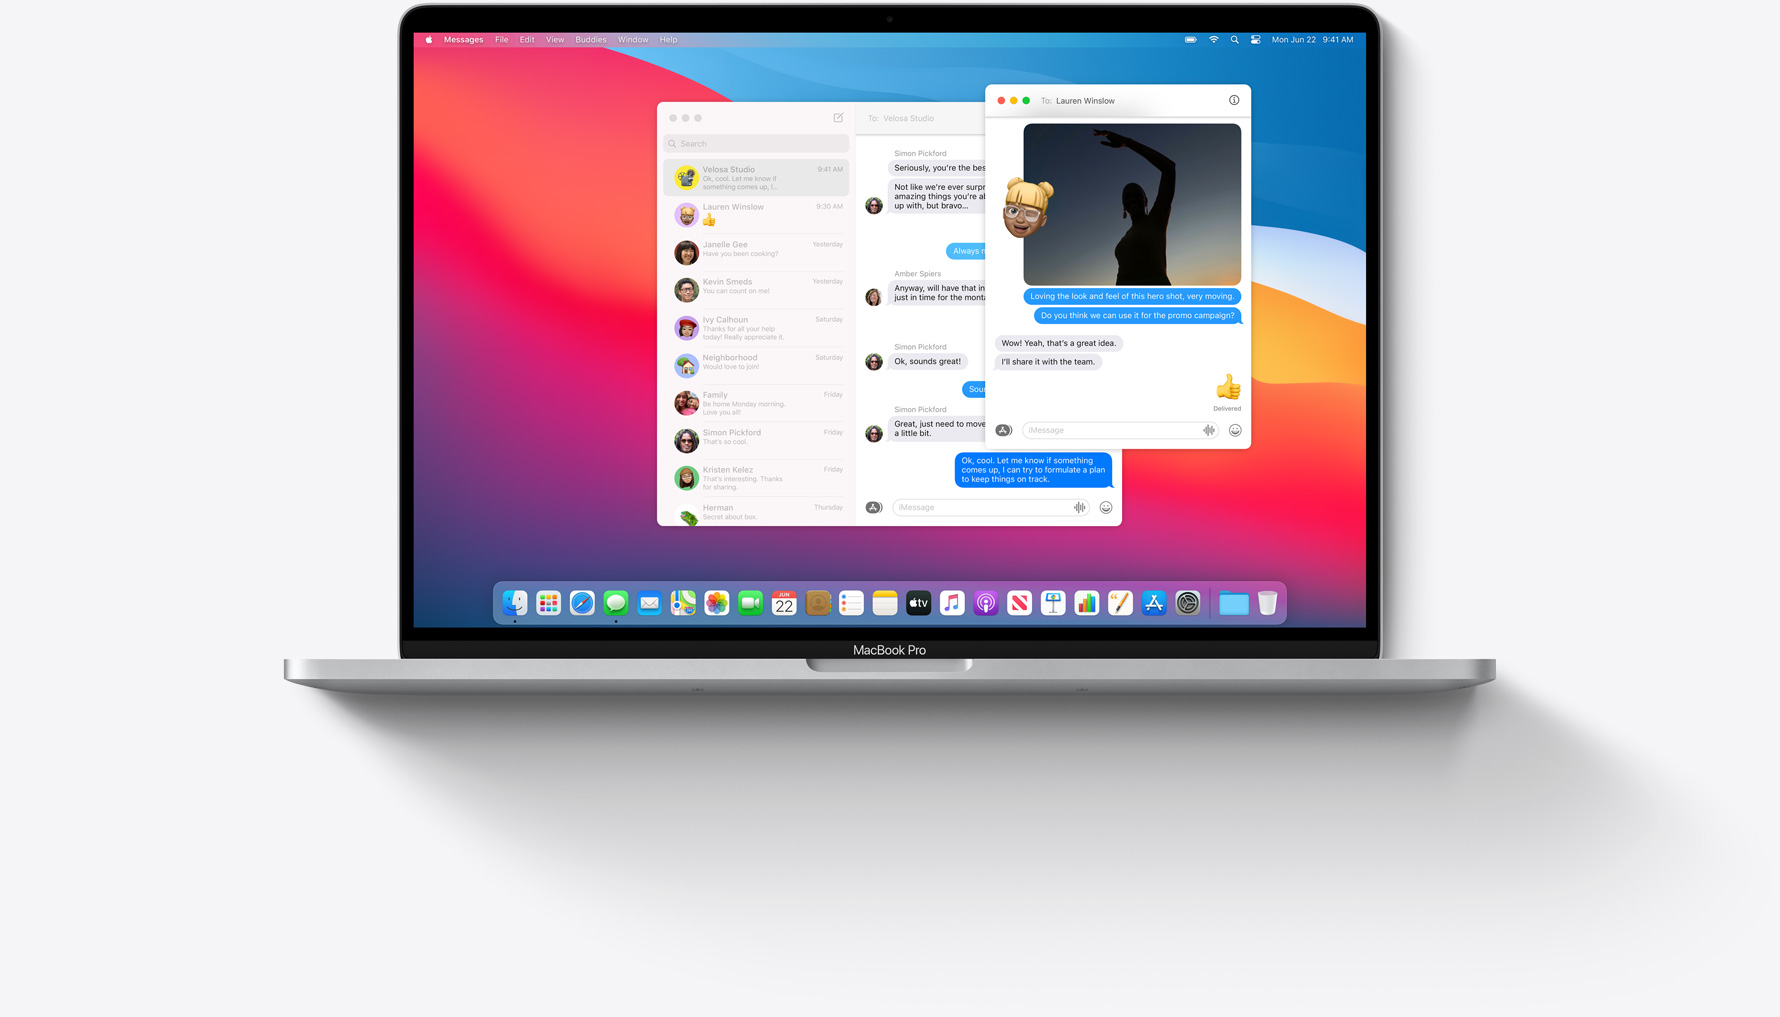 Messages File Edit View Buddies Window Help
Mon Jun 22 9:41 AM
Search
Velosa Studio 9:41 AM
Ok, cool. Let me know if
something comes up, I...
Lauren Winslow 9:30 AM
👍
Janelle Gee Yesterday
Have you been cooking?
Kevin Smeds Yesterday
You can count on me!
Ivy Calhoun Saturday
Thanks for all your help
today! Really appreciate it.
Neighborhood Saturday
Would love to join!
Family Friday
Be home Monday morning.
Love you all!
Simon Pickford Friday
That's so cool.
Kristen Kelez Friday
That's interesting. Thanks
for sharing.
Herman Thursday
Secret about box.
To: Velosa Studio
Simon Pickford
Seriously, you're the bes
Not like we're ever surpr
amazing things you're a
up with, but bravo...
Always
Amber Spiers
Anyway, will have that in
just in time for the monta
Simon Pickford
Ok, sounds great!
Soun
Simon Pickford
Great, just need to move
a little bit.
Ok, cool. Let me know if something
comes up, I can try to formulate a plan
to keep things on track.
iMessage
To: Lauren Winslow
Loving the look and feel of this hero shot, very moving.
Do you think we can use it for the promo campaign?
Wow! Yeah, that's a great idea.
I'll share it with the team.
👍
Delivered
iMessage
JUN
22
tv
MacBook Pro